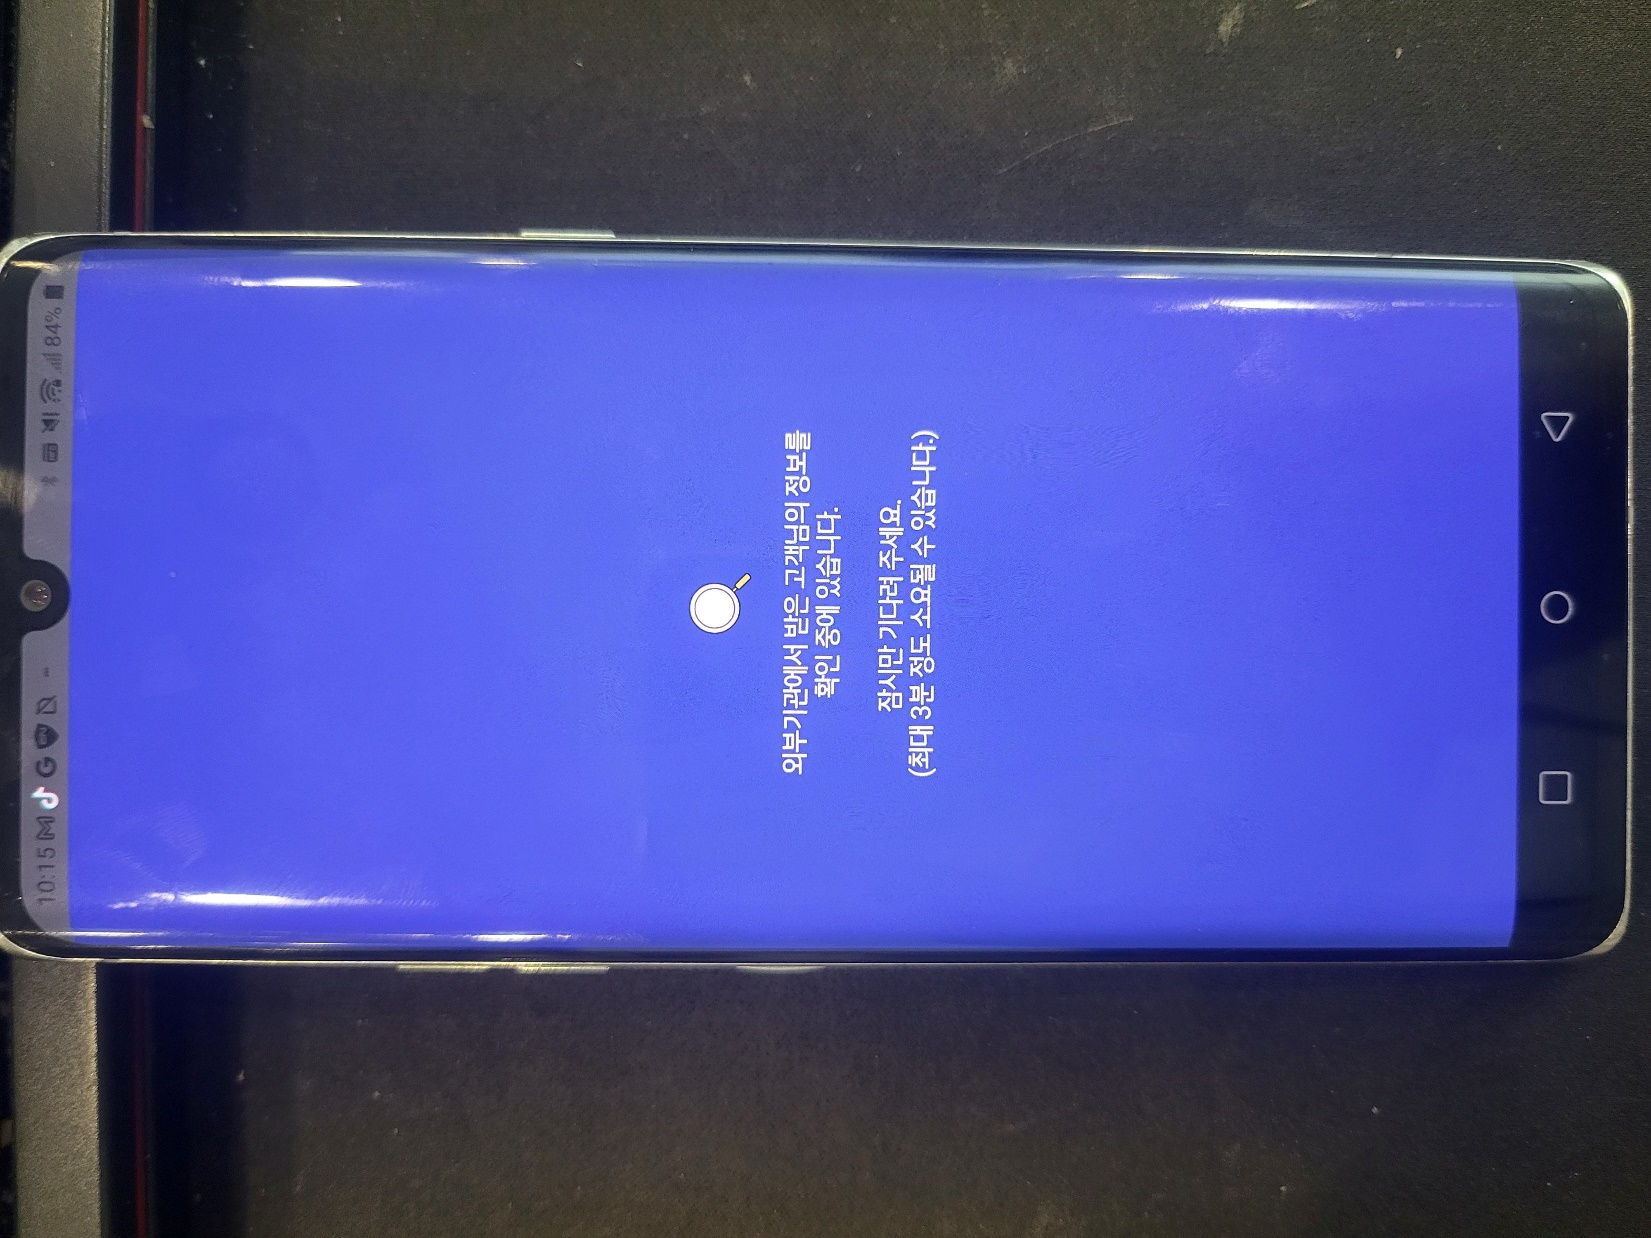 10:15
84%
외부기관에서 받은 고객님의 정보를
확인 중에 있습니다.
잠시만 기다려 주세요.
(최대 3분 정도 소요될 수 있습니다.)